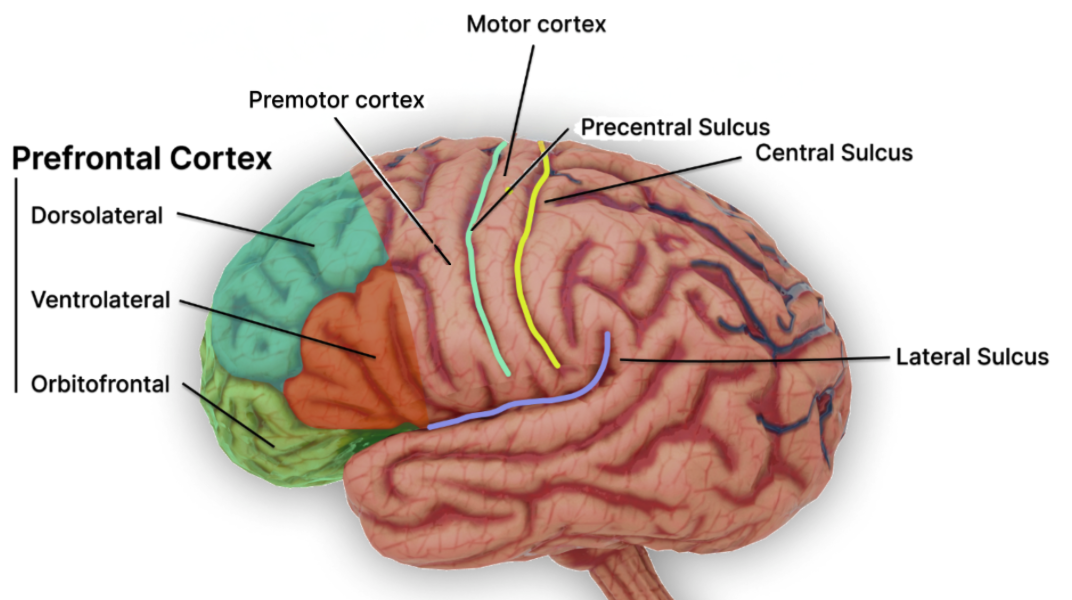 Motor cortex
Premotor cortex
Precentral Sulcus
Central Sulcus
Prefrontal Cortex
Dorsolateral
Ventrolateral
Lateral Sulcus
Orbitofrontal